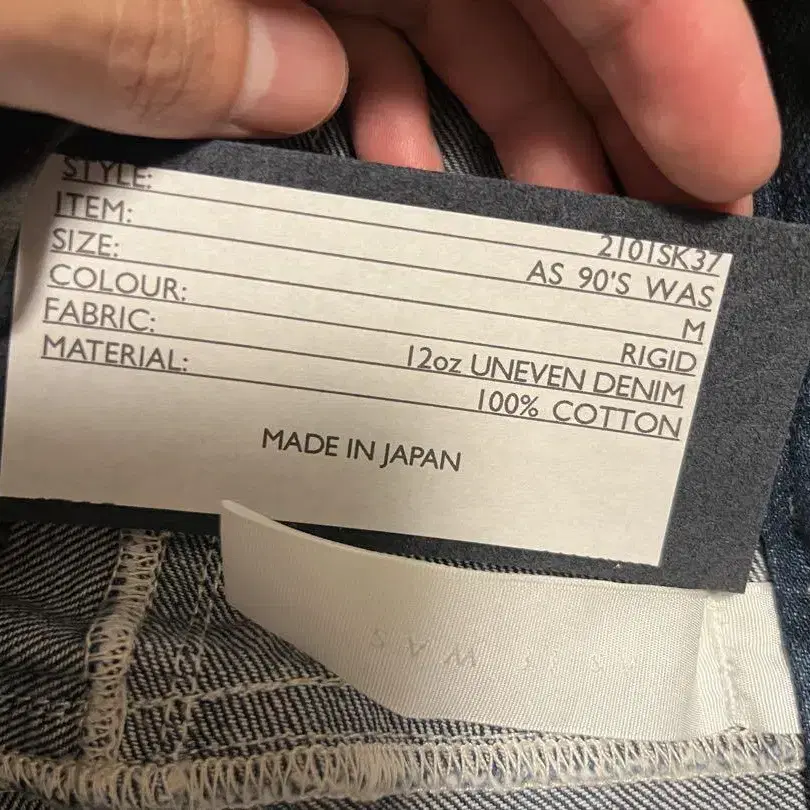 STYLE: 2101SK37
ITEM: AS 90'S WAS
SIZE: M
COLOUR: RIGID
FABRIC: 12oz UNEVEN DENIM
MATERIAL: 100% COTTON
MADE IN JAPAN